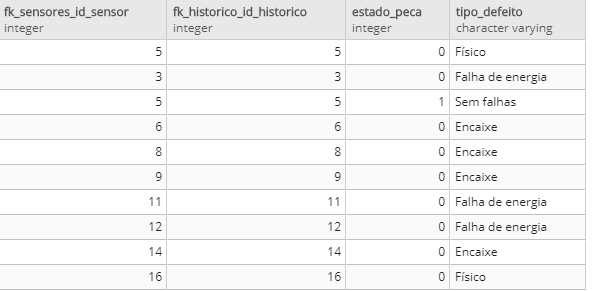 fk_sensores_id_sensor fk_historico_id_historico estado_peca tipo_defeito
integer integer integer character varying
5 5 0 Físico
3 3 0 Falha de energia
5 5 1 Sem falhas
6 6 0 Encaixe
8 8 0 Encaixe
9 9 0 Encaixe
11 11 0 Falha de energia
12 12 0 Falha de energia
14 14 0 Encaixe
16 16 0 Físico